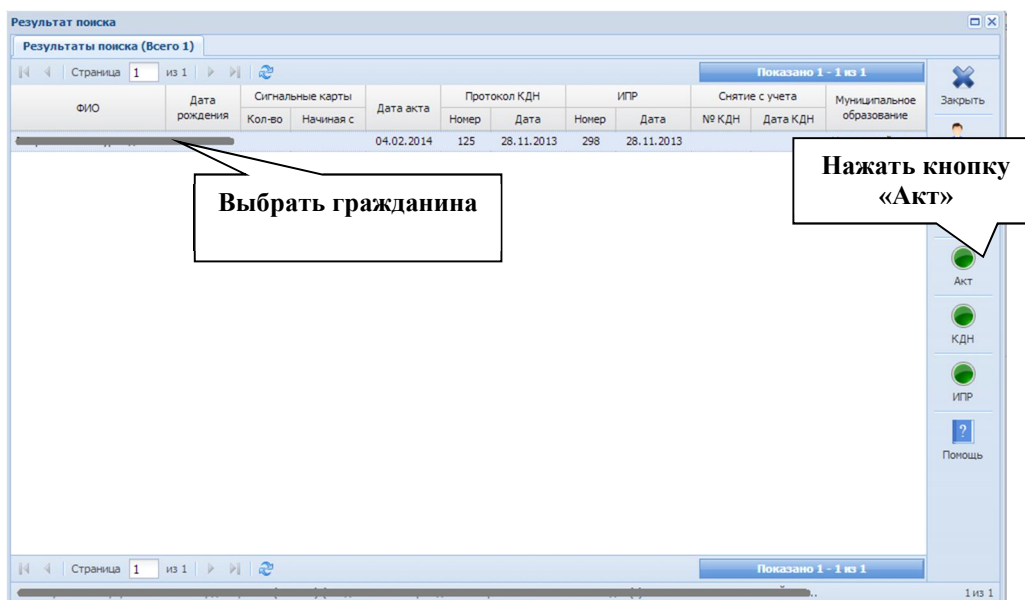 Результат поиска
Результаты поиска (Всего 1)
Страница 1 из 1 Показано 1 - 1 из 1
Закрыть
ФИО Дата рождения Сигнальные карты Дата акта Протокол КДН ИПР Снятие с учета Муниципальное образование
Кол-во Начиная с Номер Дата Номер Дата № КДН Дата КДН
04.02.2014 125 28.11.2013 298 28.11.2013
Выбрать гражданина
Нажать кнопку
«Акт»
Акт
КДН
ИПР
?
Помощь
Страница 1 из 1 Показано 1 - 1 из 1
1 из 1